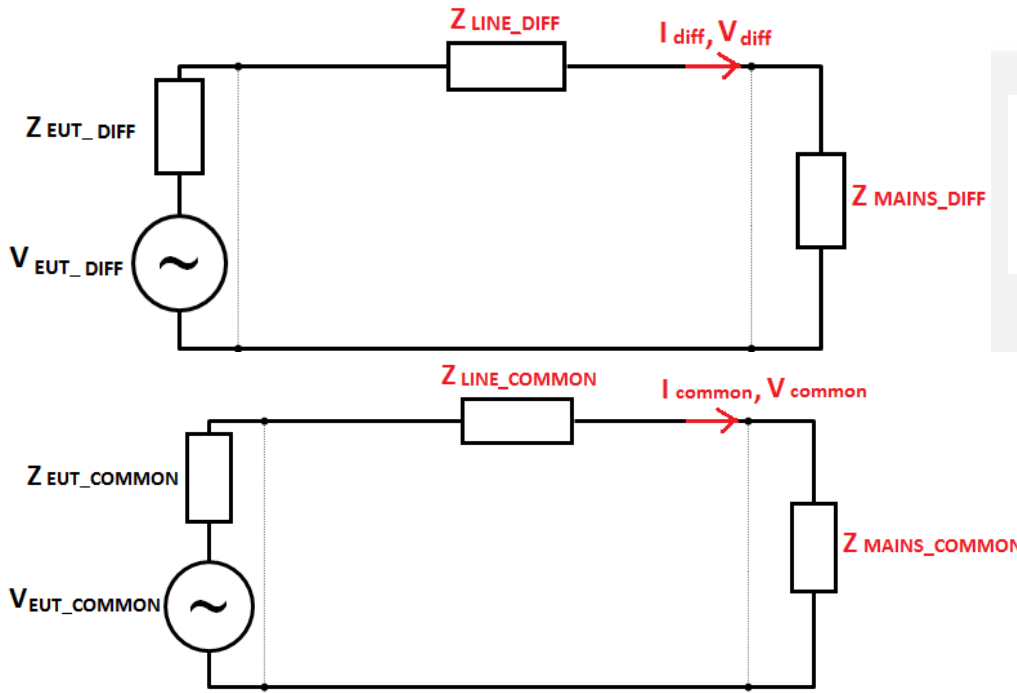 Z LINE_DIFF
I diff, V diff
Z EUT_ DIFF
Z MAINS_DIFF
V EUT_ DIFF
~
Z LINE_COMMON
I common, V common
Z EUT_COMMON
Z MAINS_COMMON
V EUT_COMMON
~